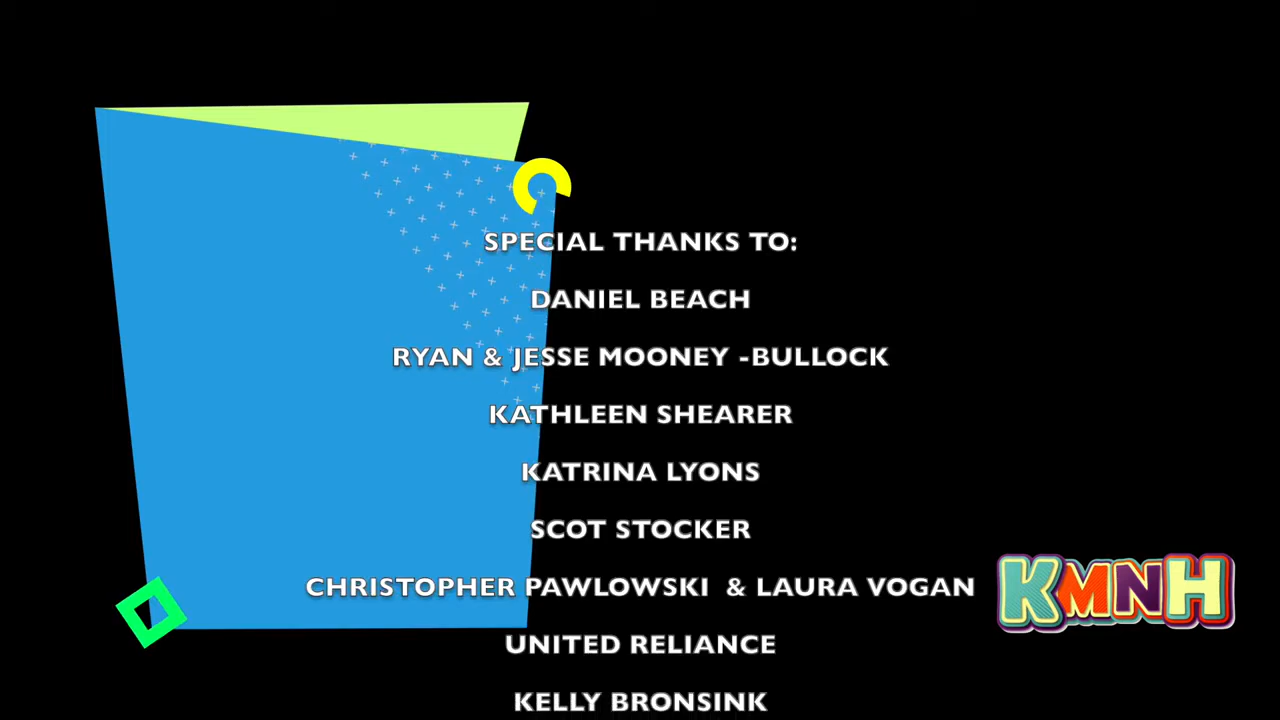 SPECIAL THANKS TO:
DANIEL BEACH
RYAN & JESSE MOONEY -BULLOCK
KATHLEEN SHEARER
KATRINA LYONS
SCOT STOCKER
CHRISTOPHER PAWLOWSKI & LAURA VOGAN
KMNH
UNITED RELIANCE
KELLY BRONSINK